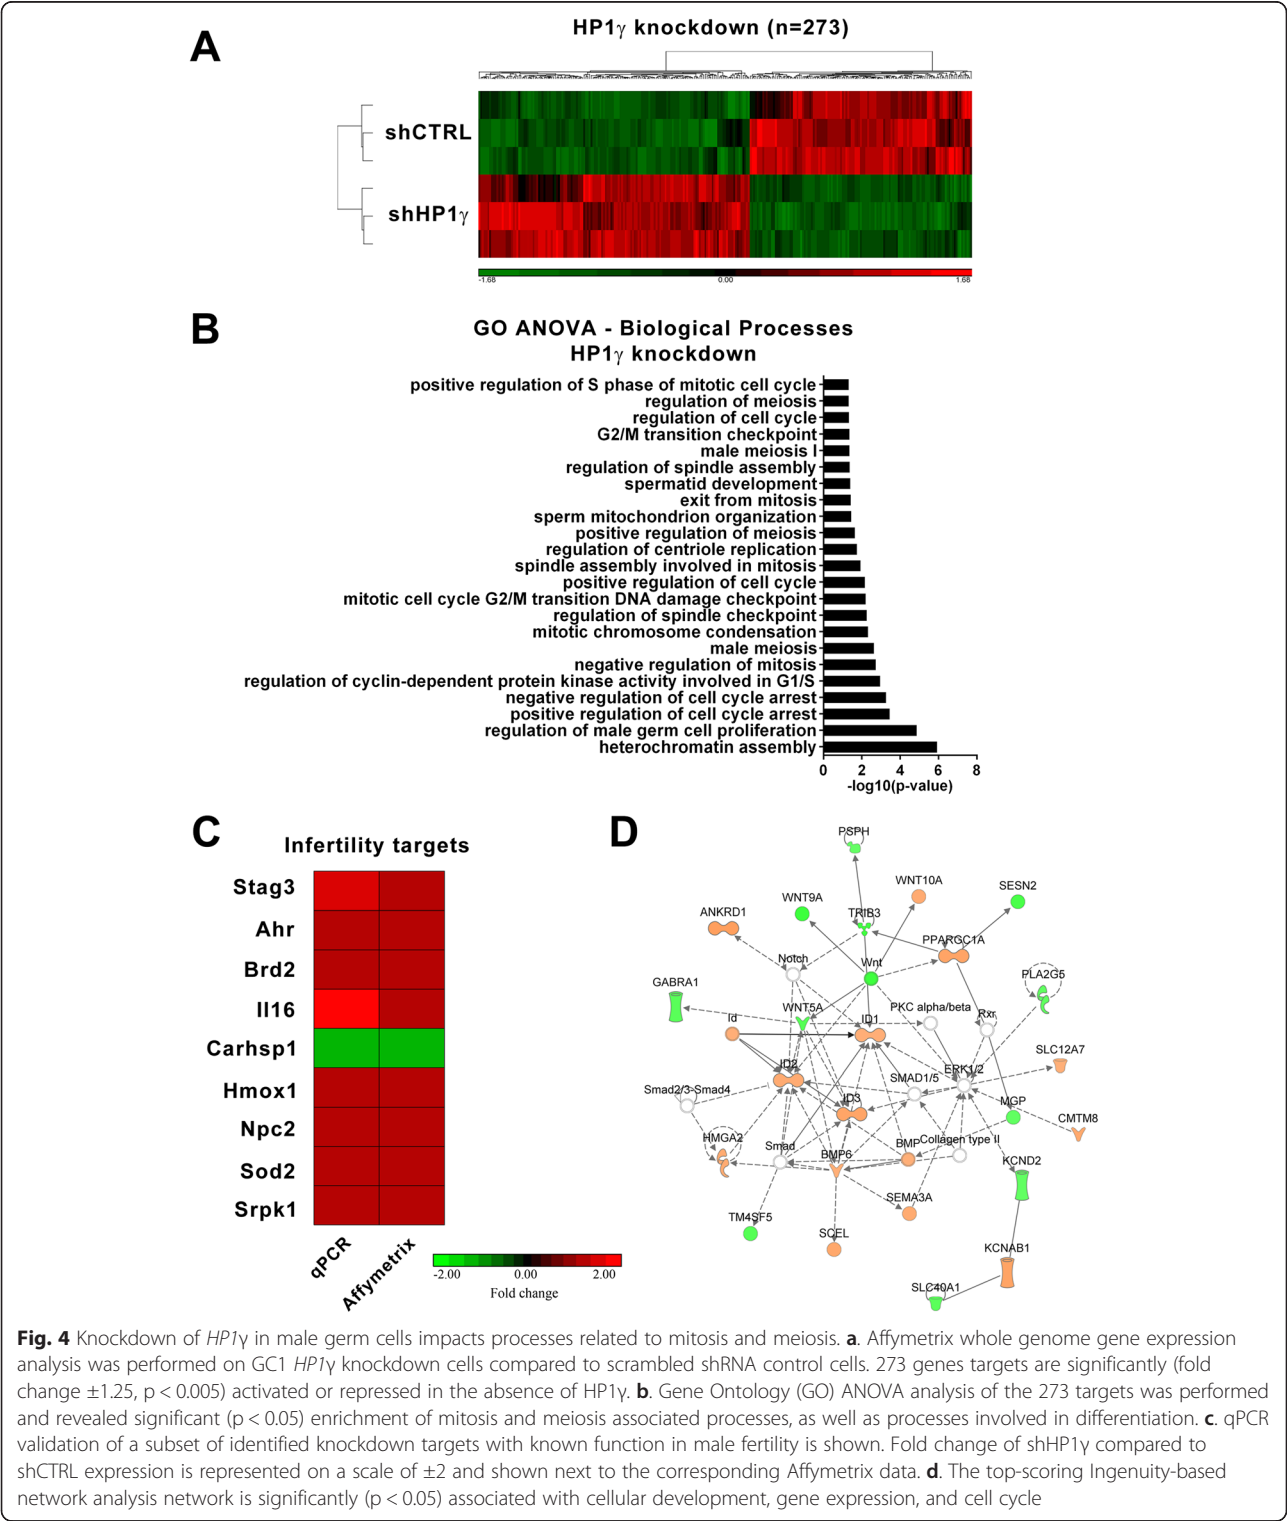 A
HP1γ knockdown (n=273)
shCTRL
shHP1γ
-1.68 0.00 1.68
B
GO ANOVA - Biological Processes
HP1γ knockdown
positive regulation of S phase of mitotic cell cycle
regulation of meiosis
regulation of cell cycle
G2/M transition checkpoint
male meiosis I
regulation of spindle assembly
spermatid development
exit from mitosis
sperm mitochondrion organization
positive regulation of meiosis
regulation of centriole replication
spindle assembly involved in mitosis
positive regulation of cell cycle
mitotic cell cycle G2/M transition DNA damage checkpoint
regulation of spindle checkpoint
mitotic chromosome condensation
male meiosis
negative regulation of mitosis
regulation of cyclin-dependent protein kinase activity involved in G1/S
negative regulation of cell cycle arrest
positive regulation of cell cycle arrest
regulation of male germ cell proliferation
heterochromatin assembly
0 2 4 6 8
-log10(p-value)
C
Infertility targets
Stag3
Ahr
Brd2
Il16
Carhsp1
Hmox1
Npc2
Sod2
Srpk1
qPCR
Affymetrix
-2.00 0.00 2.00
Fold change
D
PSPH
WNT10A
SESN2
WNT9A
ANKRD1
TRIB3
PPARGC1A
Notch
Wnt
PLA2G5
GABRA1
WNT5A
PKC alpha/beta
Rxr
Id
ID1
SLC12A7
ID2
ERK1/2
SMAD1/5
Smad2/3-Smad4
ID3
MGP
CMTM8
HMGA2
Smad
BMP6
BMP
Collagen type II
KCND2
SEMA3A
TM4SF5
SCEL
KCNAB1
SLC40A1
Fig. 4 Knockdown of HP1γ in male germ cells impacts processes related to mitosis and meiosis. a. Affymetrix whole genome gene expression
analysis was performed on GC1 HP1γ knockdown cells compared to scrambled shRNA control cells. 273 genes targets are significantly (fold
change ±1.25, p < 0.005) activated or repressed in the absence of HP1γ. b. Gene Ontology (GO) ANOVA analysis of the 273 targets was performed
and revealed significant (p < 0.05) enrichment of mitosis and meiosis associated processes, as well as processes involved in differentiation. c. qPCR
validation of a subset of identified knockdown targets with known function in male fertility is shown. Fold change of shHP1γ compared to
shCTRL expression is represented on a scale of ±2 and shown next to the corresponding Affymetrix data. d. The top-scoring Ingenuity-based
network analysis network is significantly (p < 0.05) associated with cellular development, gene expression, and cell cycle